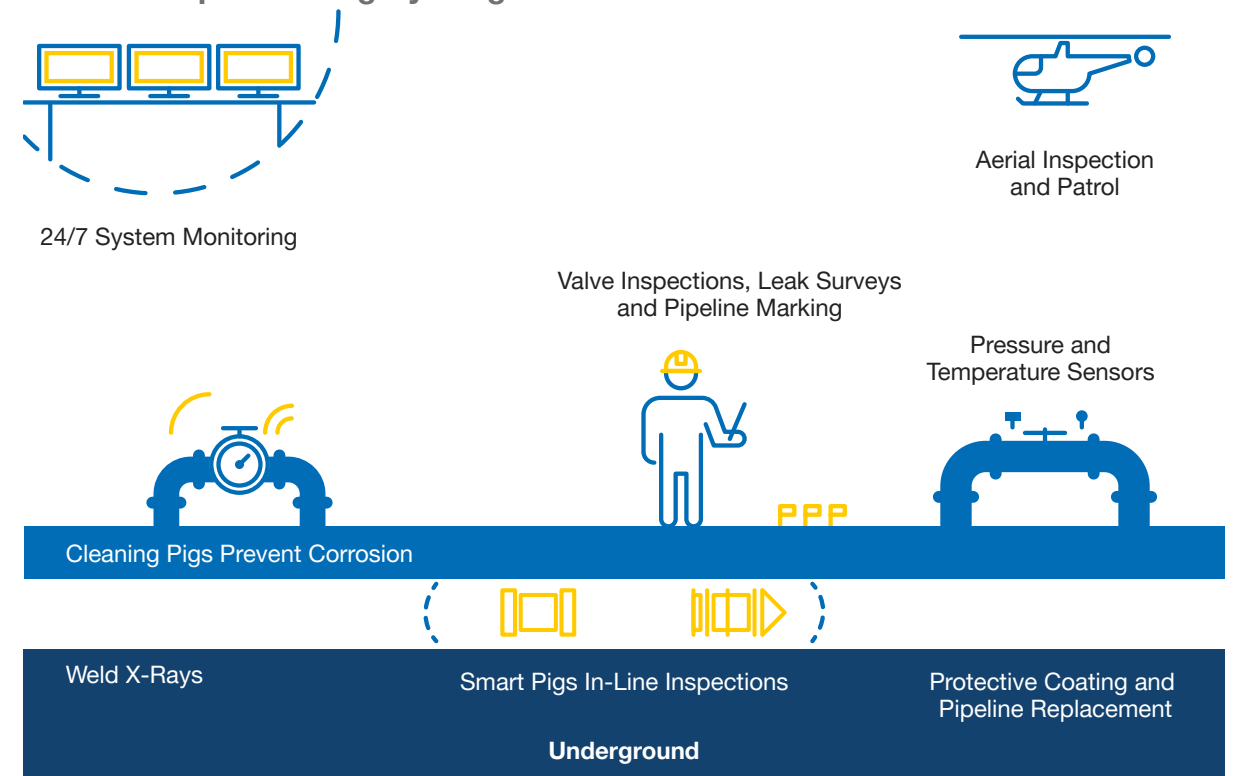 24/7 System Monitoring
Aerial Inspection
and Patrol
Valve Inspections, Leak Surveys
and Pipeline Marking
Pressure and
Temperature Sensors
Cleaning Pigs Prevent Corrosion
Weld X-Rays
Smart Pigs In-Line Inspections
Protective Coating and
Pipeline Replacement
Underground